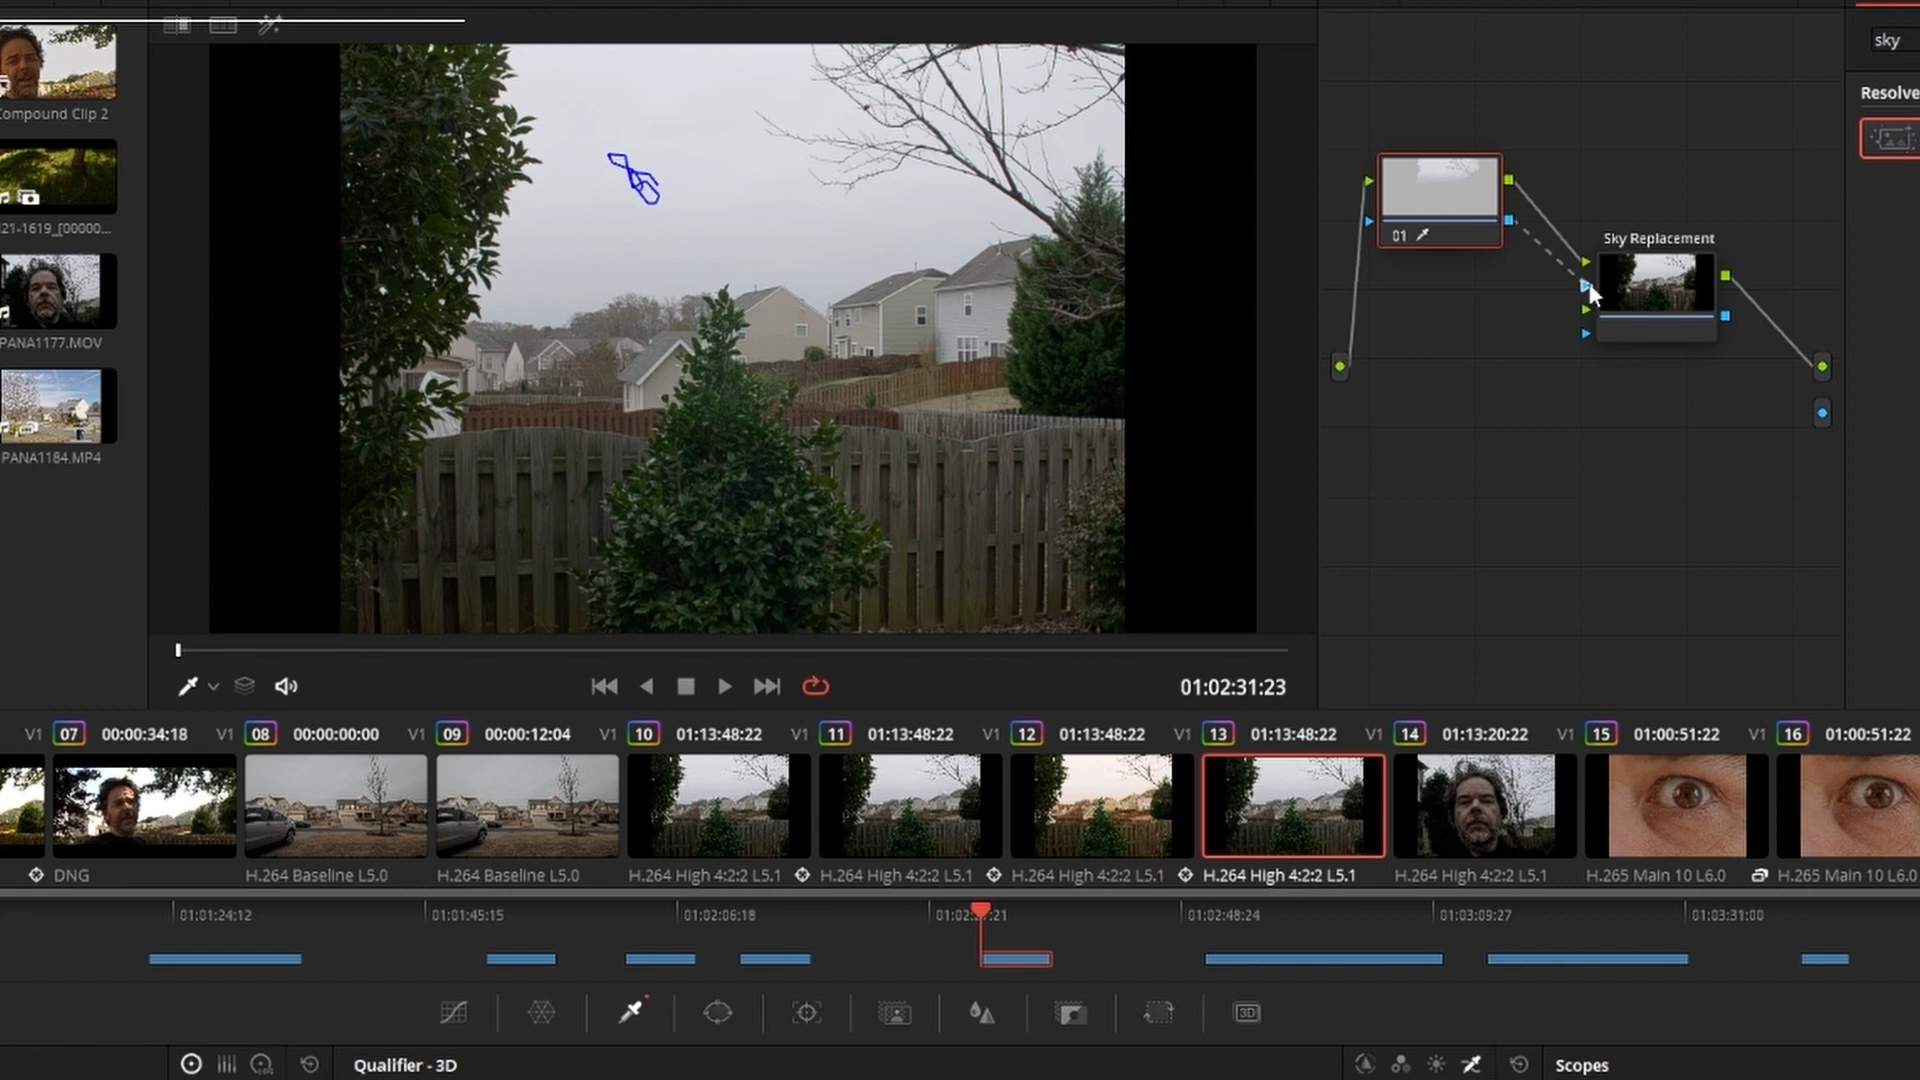 sky
Compound Clip 2
Resolve
21-1619_[00000...
PANA1177.MOV
PANA1184.MP4
01
Sky Replacement
01:02:31:23
V1 07 00:00:34:18 V1 08 00:00:00:00 V1 09 00:00:12:04 V1 10 01:13:48:22 V1 11 01:13:48:22 V1 12 01:13:48:22 V1 13 01:13:48:22 V1 14 01:13:20:22 V1 15 01:00:51:22 V1 16 01:00:51:22
DNG H.264 Baseline L5.0 H.264 Baseline L5.0 H.264 High 4:2:2 L5.1 H.264 High 4:2:2 L5.1 H.264 High 4:2:2 L5.1 H.264 High 4:2:2 L5.1 H.264 High 4:2:2 L5.1 H.265 Main 10 L6.0 H.265 Main 10 L6.0
01:01:24:12 01:01:45:15 01:02:06:18 01:02:48:24 01:03:09:27 01:03:31:00
3D
Qualifier - 3D Scopes